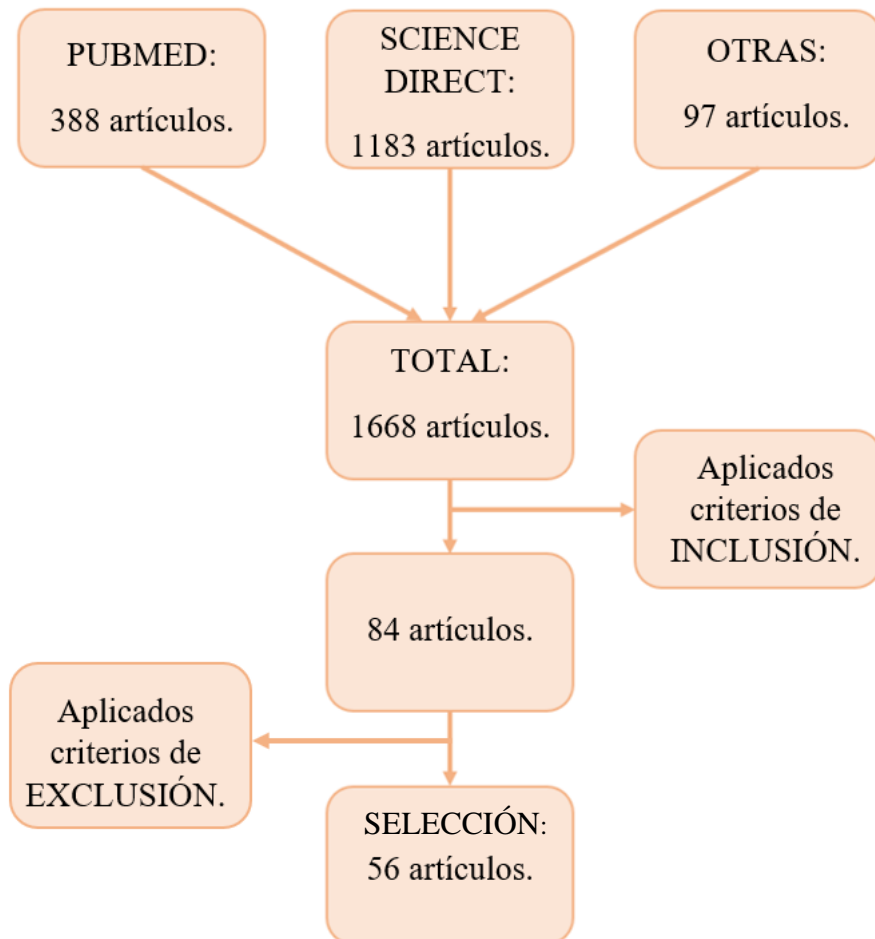 PUBMED:
388 artículos.
SCIENCE
DIRECT:
1183 artículos.
OTRAS:
97 artículos.
TOTAL:
1668 artículos.
Aplicados
criterios de
INCLUSIÓN.
84 artículos.
Aplicados
criterios de
EXCLUSIÓN.
SELECCIÓN:
56 artículos.